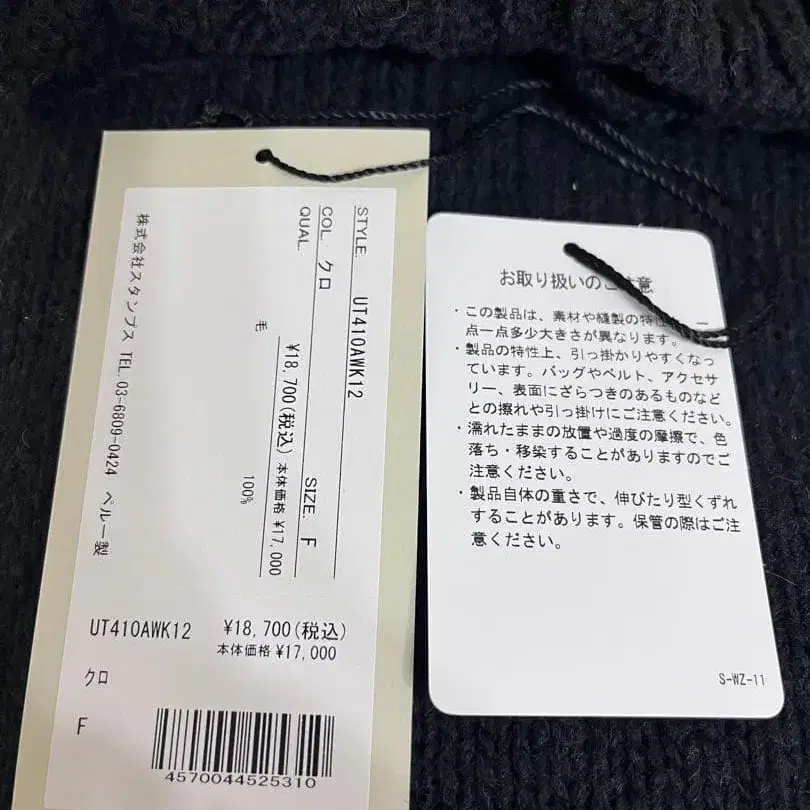 STYLE. UT410AWK12
COL. クロ SIZE. F
QUAL.
¥18,700(税込) 本体価格 ¥17,000
毛 100%
株式会社スタンプス TEL. 03-6809-0424 ペルー製
UT410AWK12 ¥18,700(税込)
本体価格 ¥17,000
クロ
F
4570044525310
お取り扱いのご注意
・この製品は、素材や縫製の特性
点一点多少大きさが異なります。
・製品の特性上、引っ掛かりやすくなっ
ています。バッグやベルト、アクセサ
リー、表面にざらつきのあるものなど
との擦れや引っ掛けにご注意ください。
・濡れたままの放置や過度の摩擦で、色
落ち・移染することがありますのでご
注意ください。
・製品自体の重さで、伸びたり型くずれ
することがあります。保管の際はご注
意ください。
S-WZ-11